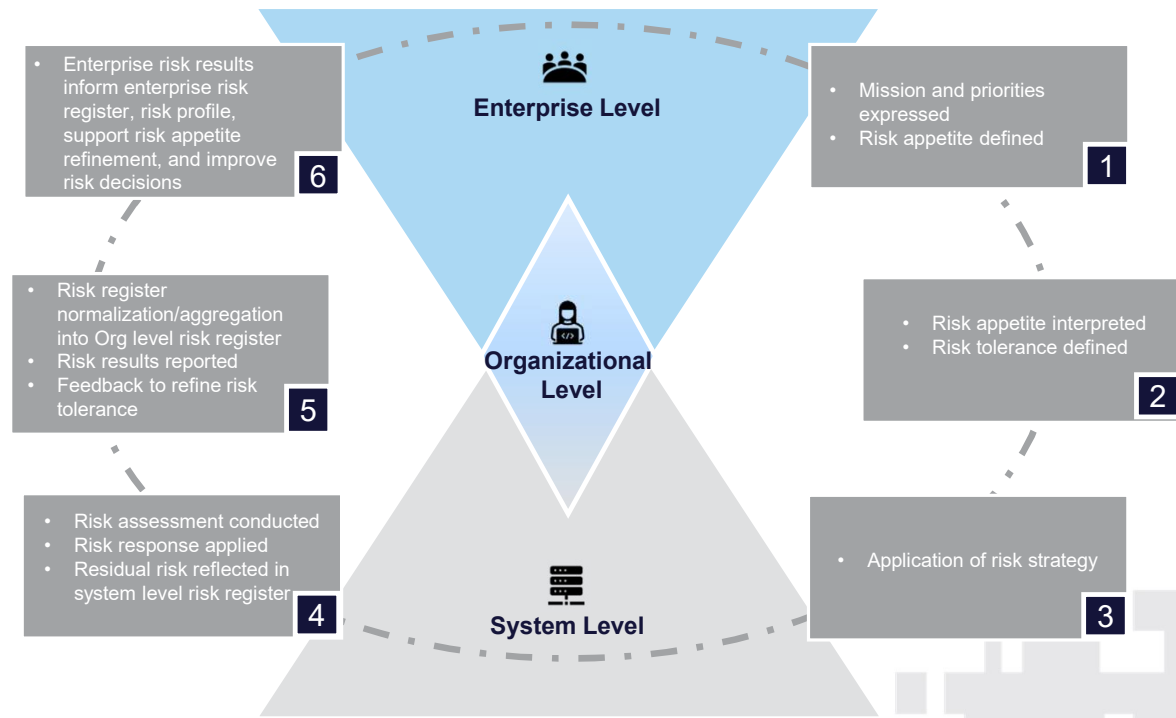 Enterprise Level
• Mission and priorities
expressed
• Risk appetite defined
1
• Risk appetite interpreted
• Risk tolerance defined
2
• Application of risk strategy
3
• Risk assessment conducted
• Risk response applied
• Residual risk reflected in
system level risk register
4
• Risk register
normalization/aggregation
into Org level risk register
• Risk results reported
• Feedback to refine risk
tolerance
5
• Enterprise risk results
inform enterprise risk
register, risk profile,
support risk appetite
refinement, and improve
risk decisions
6
</>
Organizational
Level
System Level